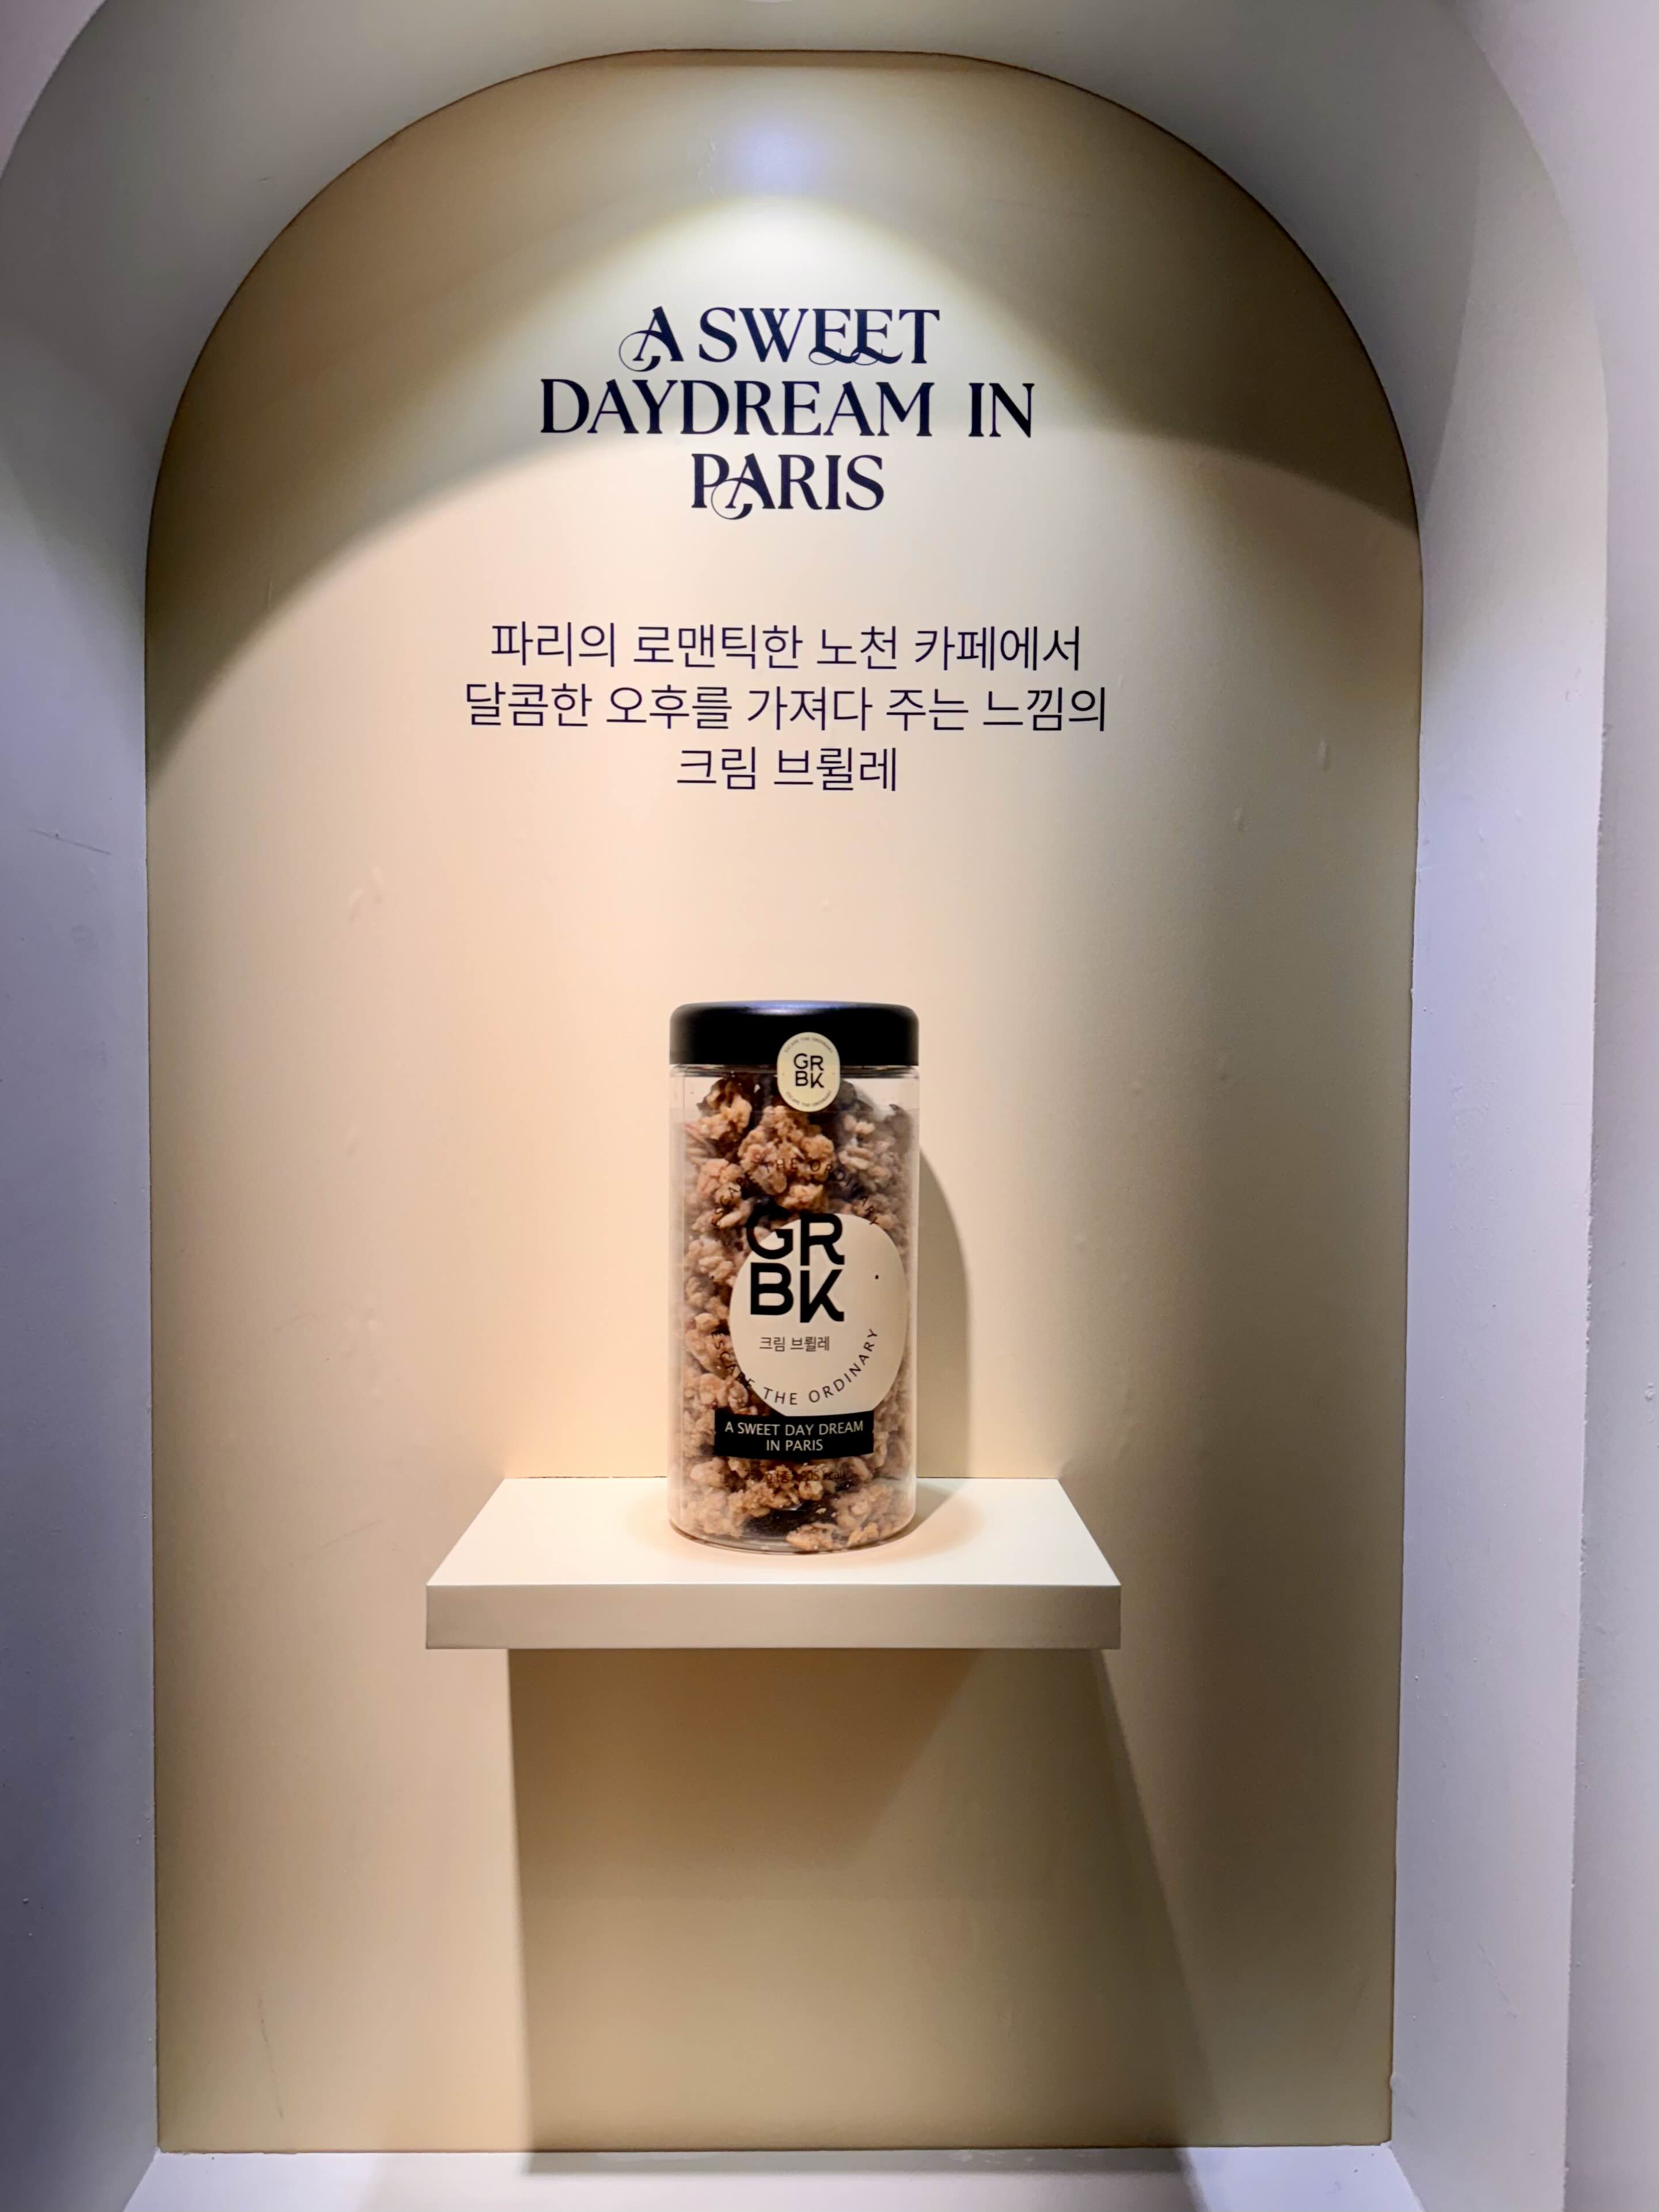 A SWEET
DAYDREAM IN
PARIS
파리의 로맨틱한 노천 카페에서
달콤한 오후를 가져다 주는 느낌의
크림 브륄레
GR
BK
GR
BK
크림 브륄레
ESCAPE THE ORDINARY
A SWEET DAY DREAM
IN PARIS